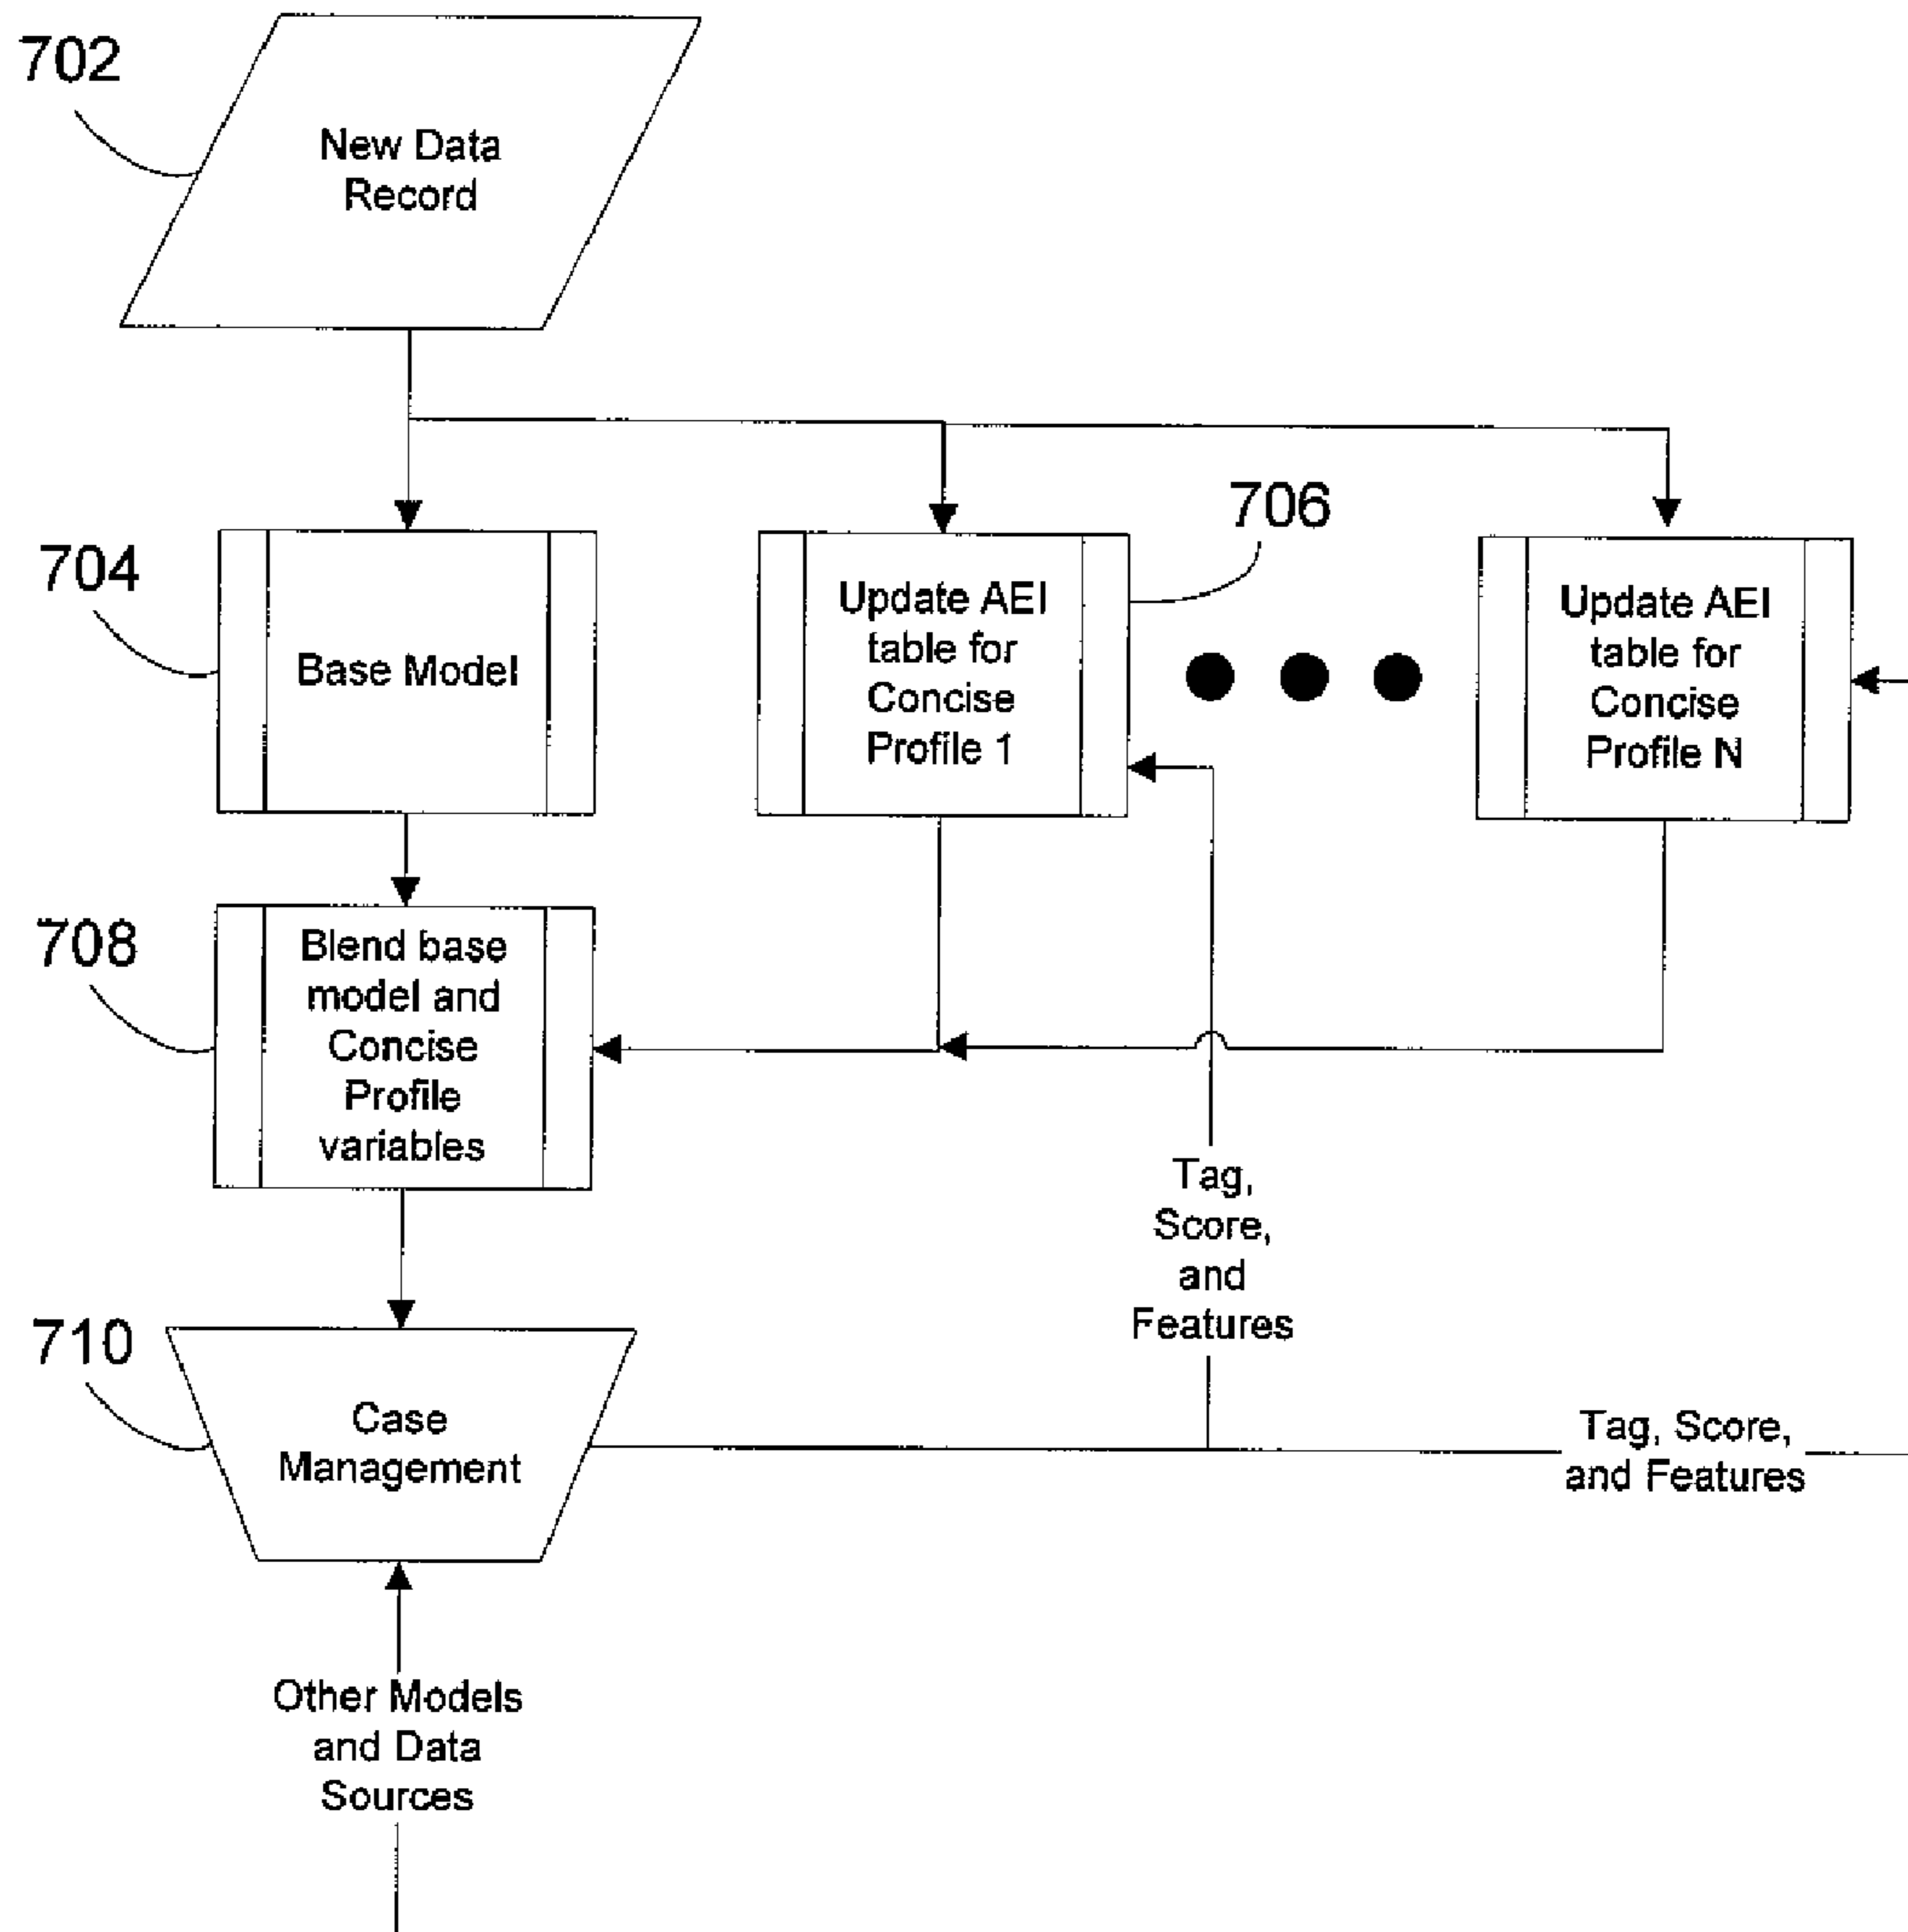 702
New Data
Record
704
Base Model
706
Update AEI
table for
Concise
Profile 1
Update AEI
table for
Concise
Profile N
708
Blend base
model and
Concise
Profile
variables
Tag,
Score,
and
Features
710
Case
Management
Tag, Score,
and Features
Other Models
and Data
Sources